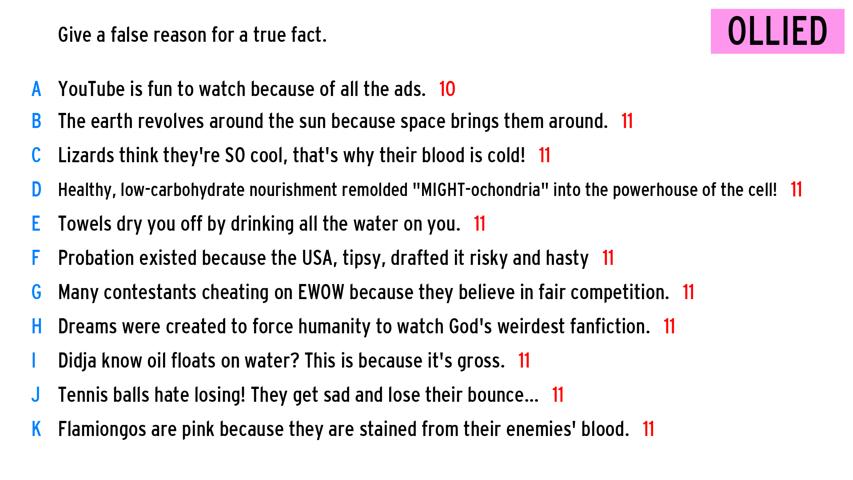 Give a false reason for a true fact.
OLLIED
A YouTube is fun to watch because of all the ads. 10
B The earth revolves around the sun because space brings them around. 11
C Lizards think they're SO cool, that's why their blood is cold! 11
D Healthy, low-carbohydrate nourishment remolded "MIGHT-ochondria" into the powerhouse of the cell! 11
E Towels dry you off by drinking all the water on you. 11
F Probation existed because the USA, tipsy, drafted it risky and hasty 11
G Many contestants cheating on EWOW because they believe in fair competition. 11
H Dreams were created to force humanity to watch God's weirdest fanfiction. 11
I Didja know oil floats on water? This is because it's gross. 11
J Tennis balls hate losing! They get sad and lose their bounce... 11
K Flamiongos are pink because they are stained from their enemies' blood. 11